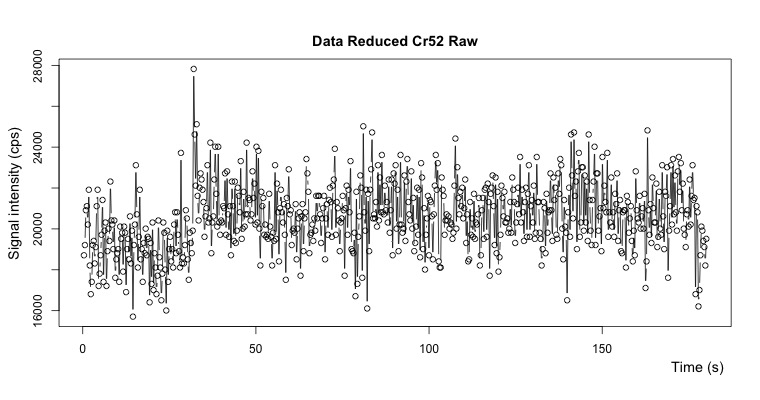 Data Reduced Cr52 Raw
Signal intensity (cps)
28000
24000
20000
16000
0 50 100 150
Time (s)